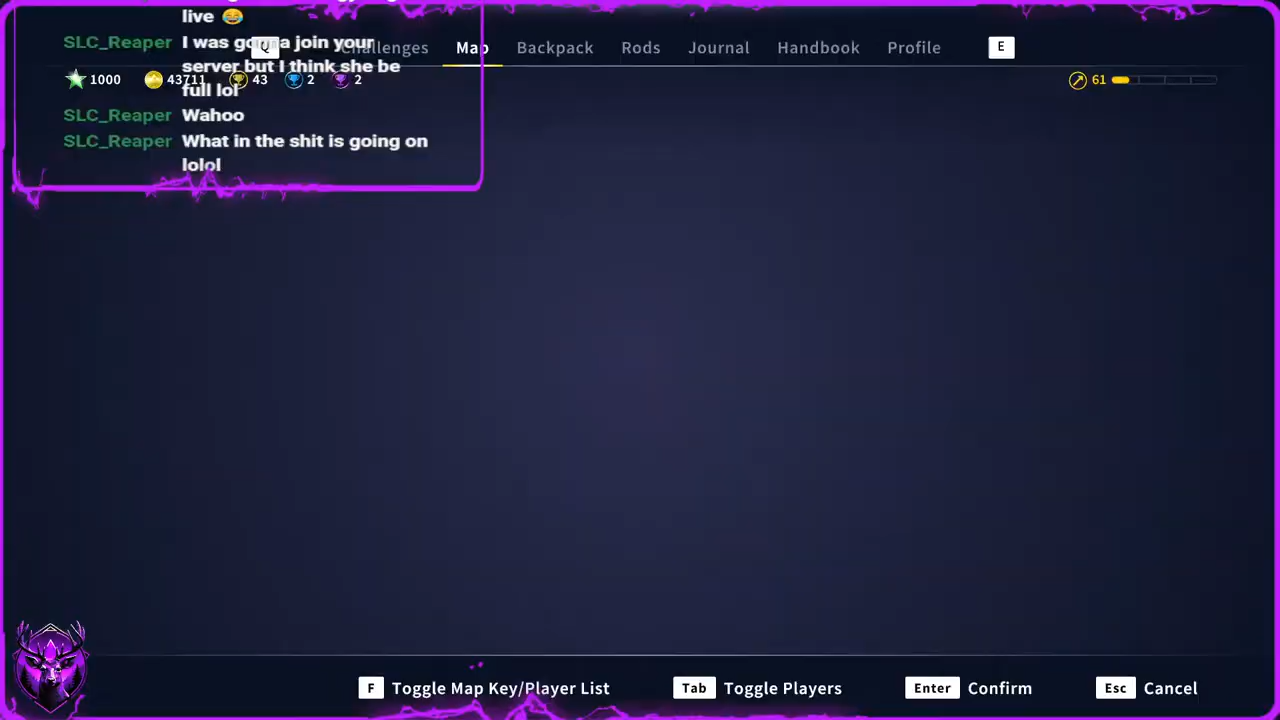 live 😂
SLC_Reaper I was gonna join your
server but I think she be
full lol
SLC_Reaper Wahoo
SLC_Reaper What in the shit is going on
lolol
Q Challenges Map Backpack Rods Journal Handbook Profile E
1000 43711 43 2 2 61
F Toggle Map Key/Player List Tab Toggle Players Enter Confirm Esc Cancel